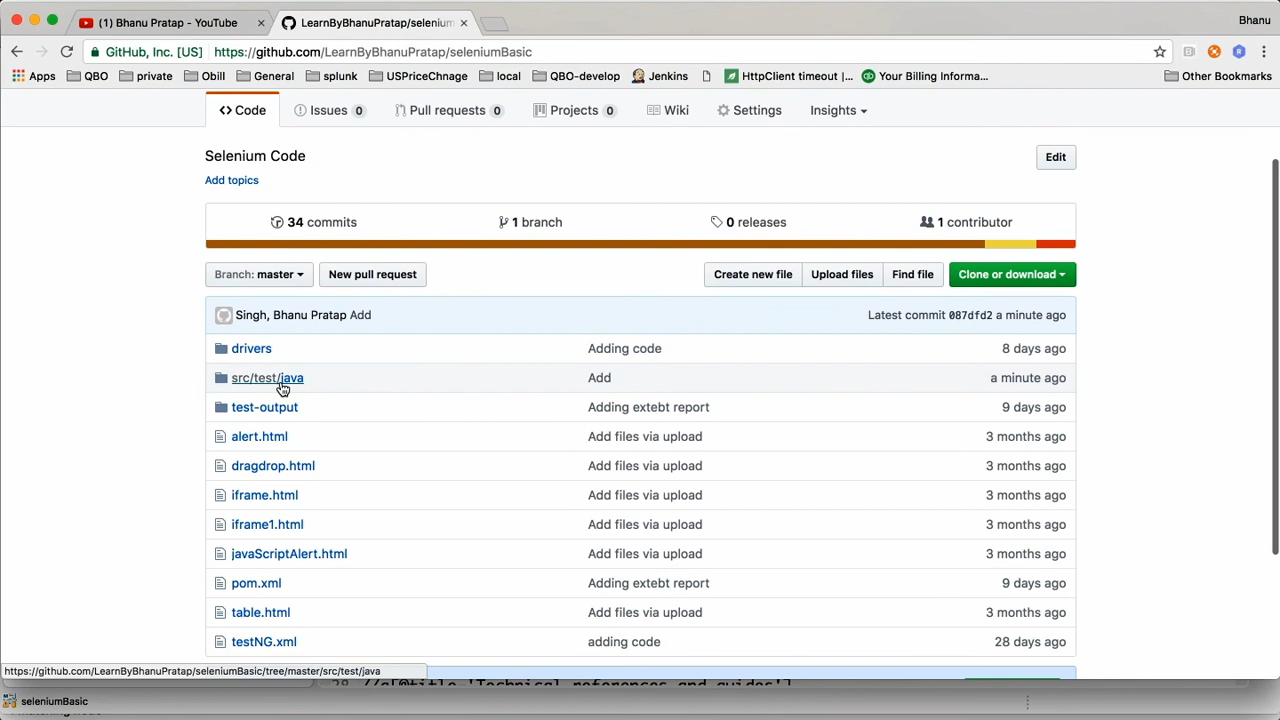 (1) Bhanu Pratap - YouTube
LearnByBhanuPratap/selenium
Bhanu
GitHub, Inc. [US] https://github.com/LearnByBhanuPratap/seleniumBasic
Apps QBO private Obill General splunk USPriceChnage local QBO-develop Jenkins HttpClient timeout |... Your Billing Informa... Other Bookmarks
Code Issues 0 Pull requests 0 Projects 0 Wiki Settings Insights
Selenium Code Edit
Add topics
34 commits 1 branch 0 releases 1 contributor
Branch: master New pull request Create new file Upload files Find file Clone or download
Singh, Bhanu Pratap Add Latest commit 087dfd2 a minute ago
drivers Adding code 8 days ago
src/test/java Add a minute ago
test-output Adding extebt report 9 days ago
alert.html Add files via upload 3 months ago
dragdrop.html Add files via upload 3 months ago
iframe.html Add files via upload 3 months ago
iframe1.html Add files via upload 3 months ago
javaScriptAlert.html Add files via upload 3 months ago
pom.xml Adding extebt report 9 days ago
table.html Add files via upload 3 months ago
testNG.xml adding code 28 days ago
https://github.com/LearnByBhanuPratap/seleniumBasic/tree/master/src/test/java
28 //a[@title='Technical references and guides']
seleniumBasic